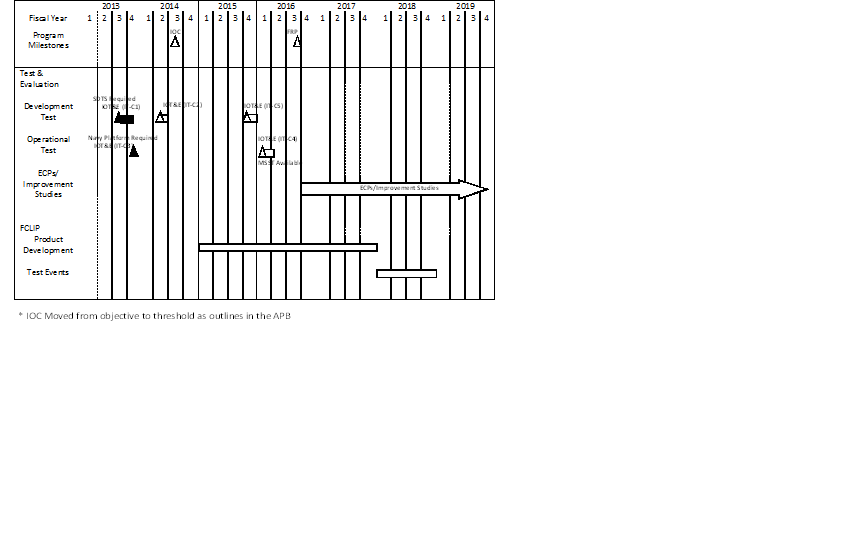 2013 2014 2015 2016 2017 2018 2019
Fiscal Year 1 2 3 4 1 2 3 4 1 2 3 4 1 2 3 4 1 2 3 4 1 2 3 4 1 2 3 4
IOC FRP
Program
Milestones
Test &
Evaluation
SDTS Required
IOT&E (IT-C1) IOT&E (IT-C2) IOT&E (IT-C5)
Development
Test
Navy Platform Required IOT&E (IT-C4)
Operational
IOT&E
Test
MSST Available
ECPs/
Improvement
Studies
ECPs/Improvement Studies
FCLIP
Product
Development
Test Events
* IOC Moved from objective to threshold as outlines in the APB